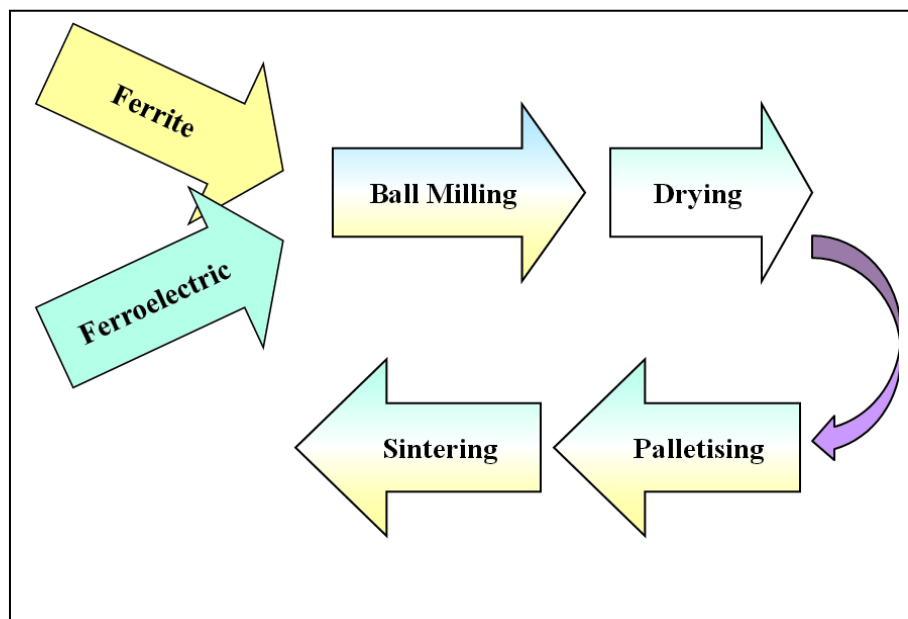 Ferrite
Ferroelectric
Ball Milling
Drying
Palletising
Sintering